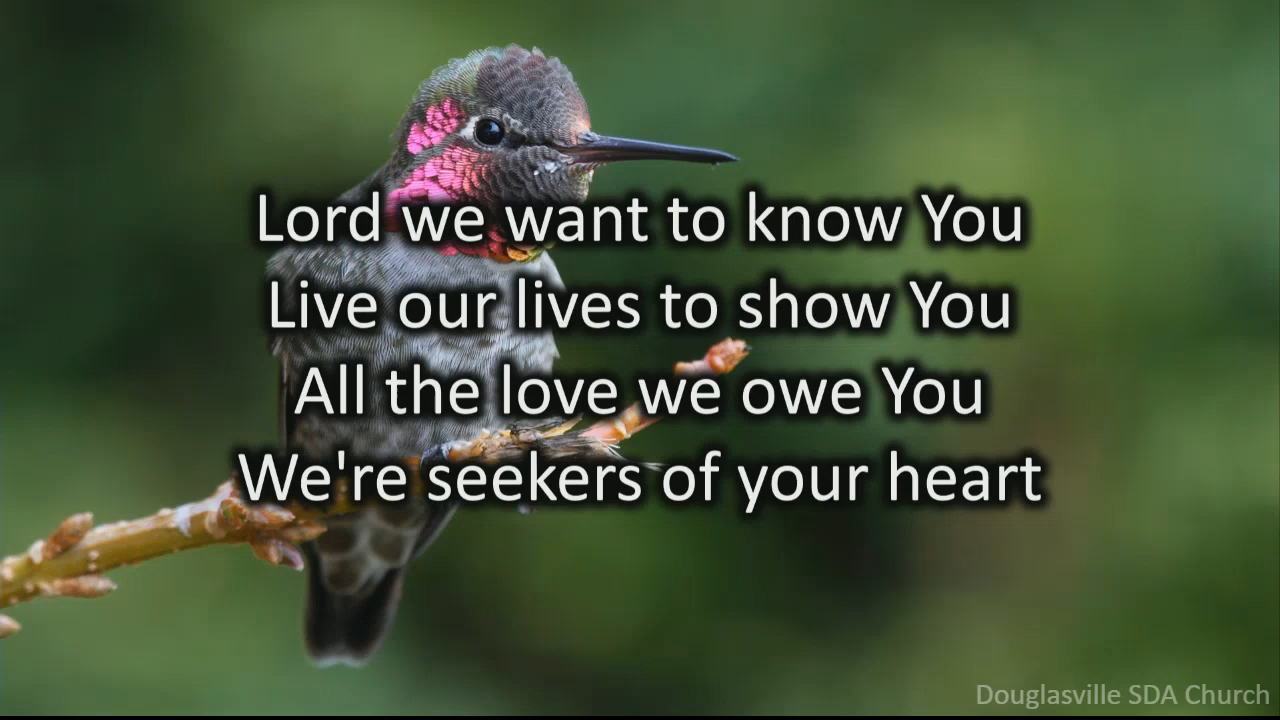 Lord we want to know You
Live our lives to show You
All the love we owe You
We're seekers of your heart
Douglasville SDA Church